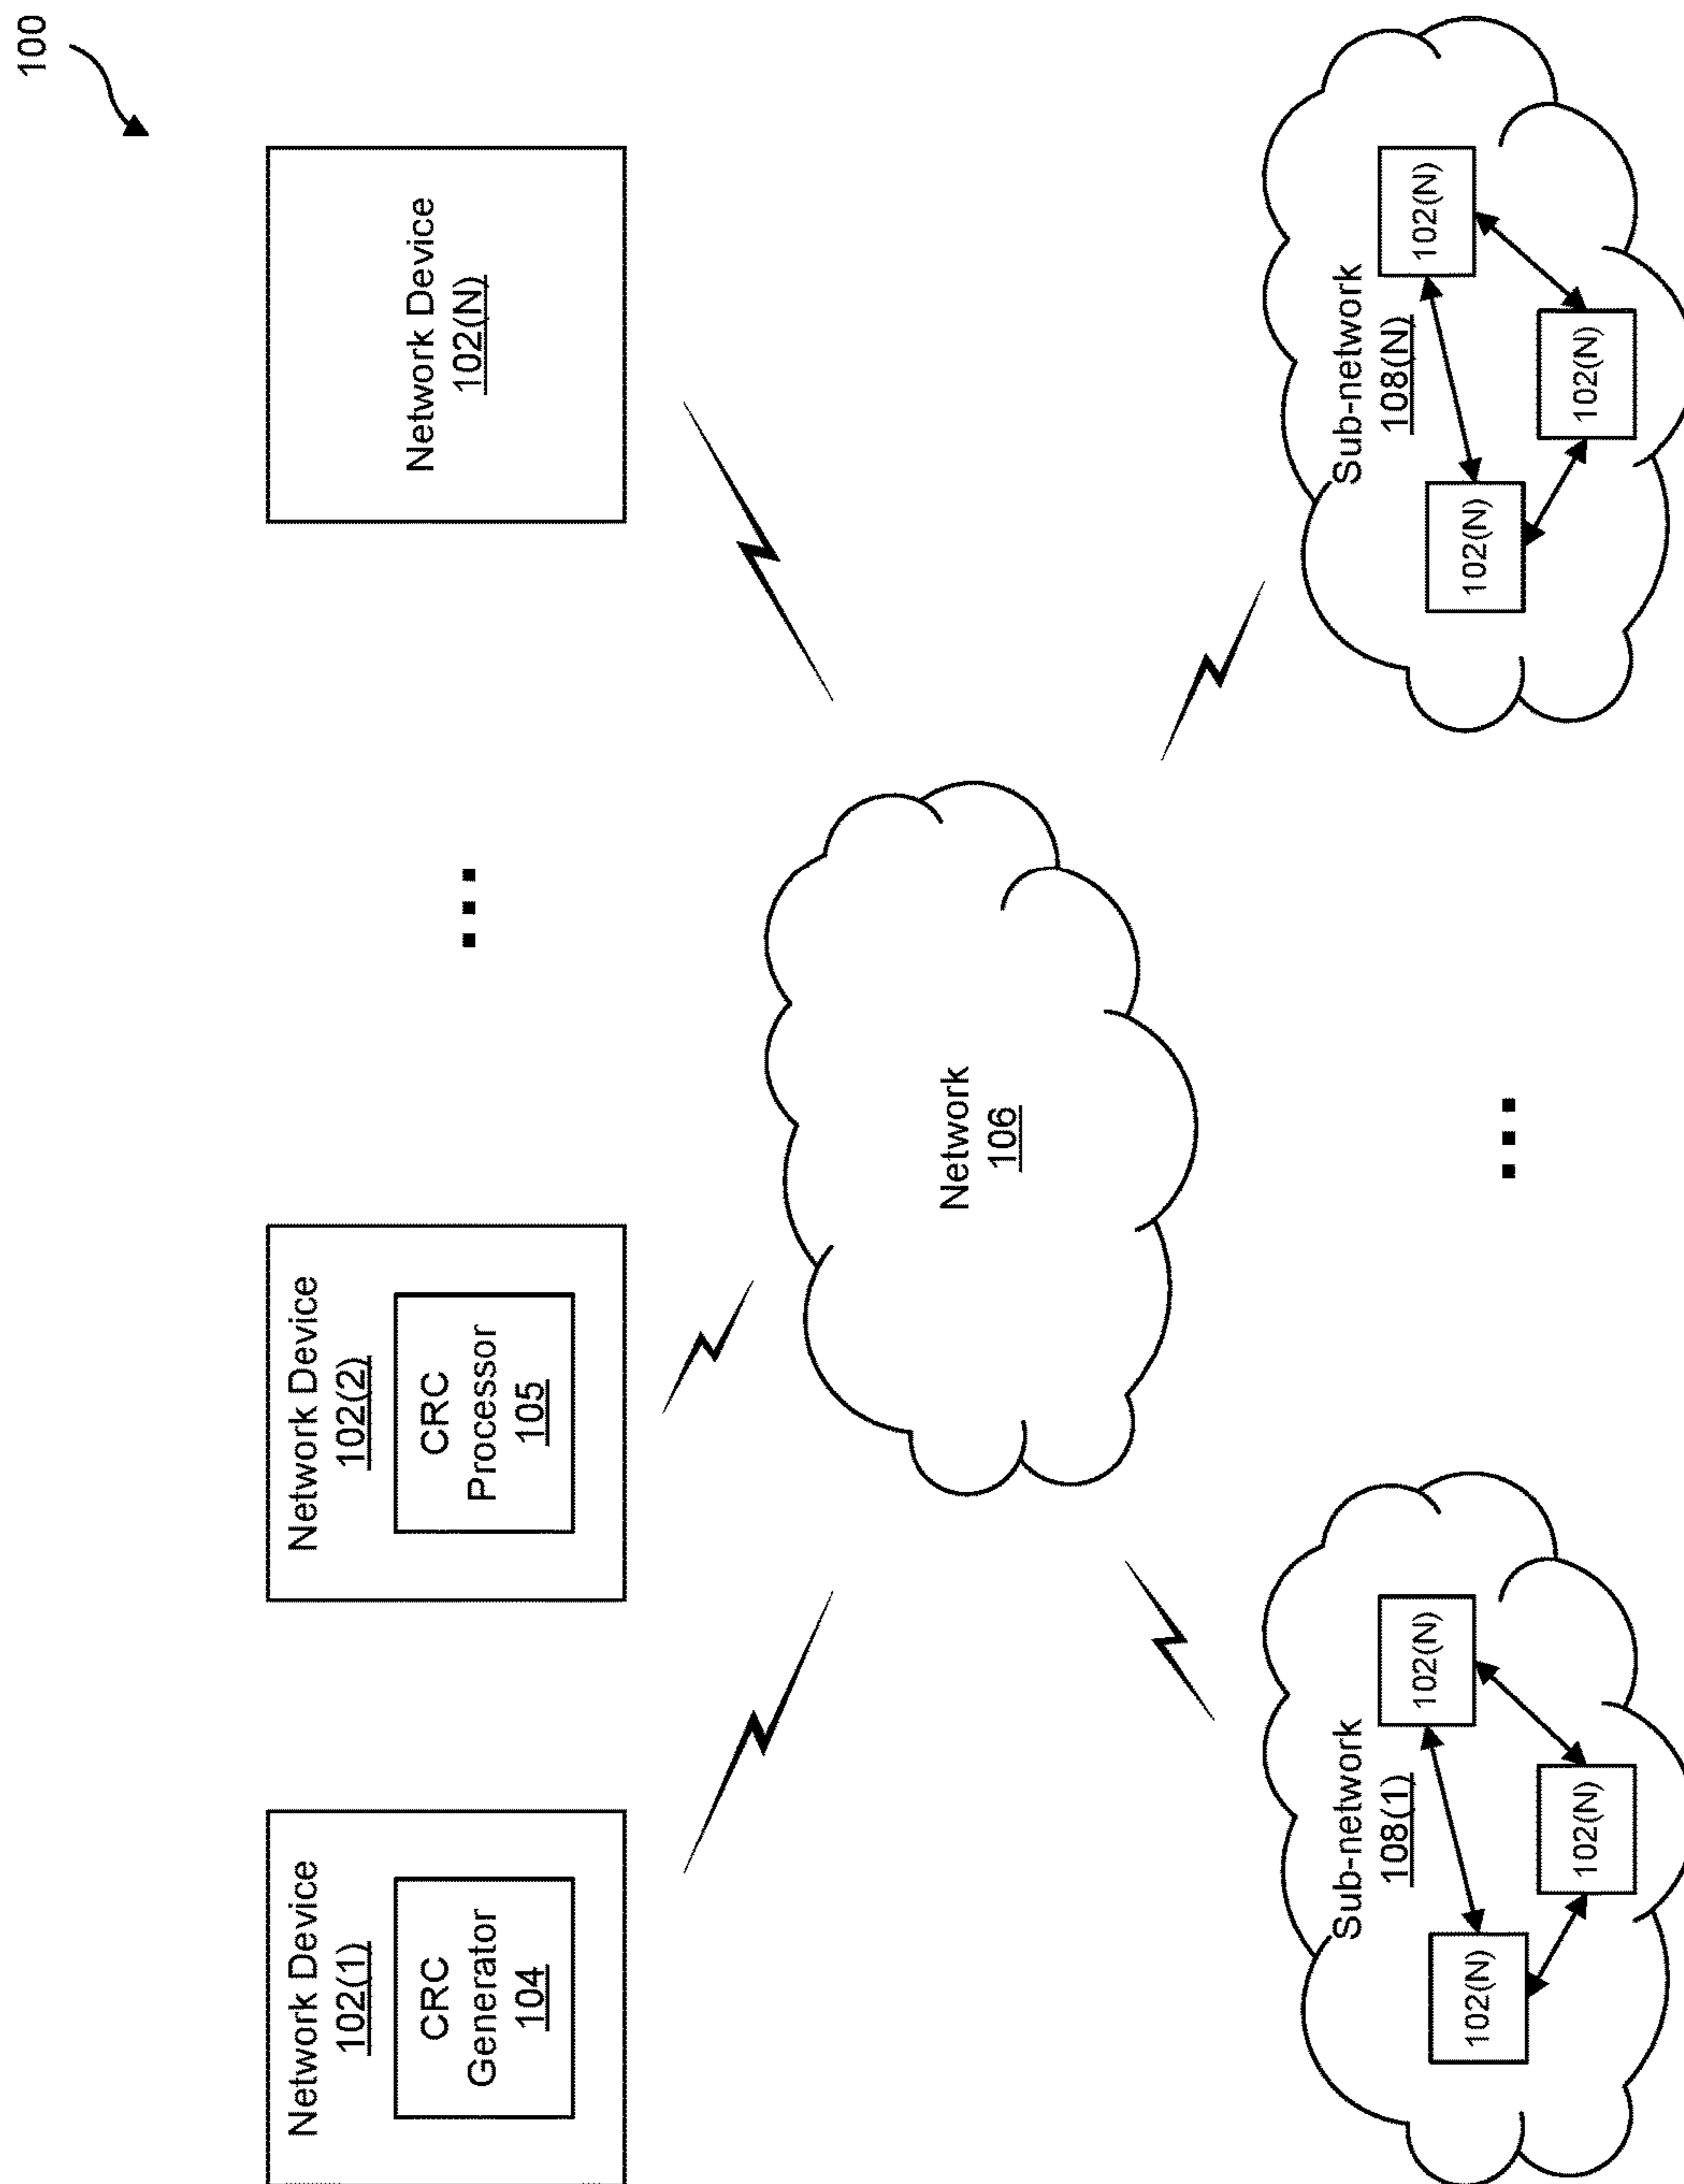 100
Network Device
102(1)
CRC
Generator
104
Network Device
102(2)
CRC
Processor
105
...
Network Device
102(N)
Network
106
Sub-network
108(1)
102(N)
102(N)
102(N)
...
Sub-network
108(N)
102(N)
102(N)
102(N)